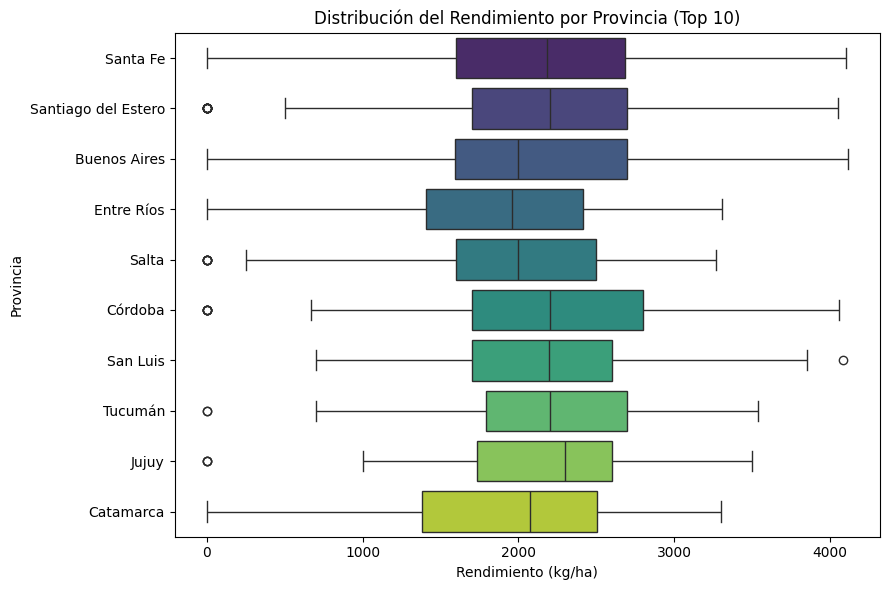 Distribución del Rendimiento por Provincia (Top 10)
Provincia
Santa Fe
Santiago del Estero
Buenos Aires
Entre Ríos
Salta
Córdoba
San Luis
Tucumán
Jujuy
Catamarca
0 1000 2000 3000 4000
Rendimiento (kg/ha)